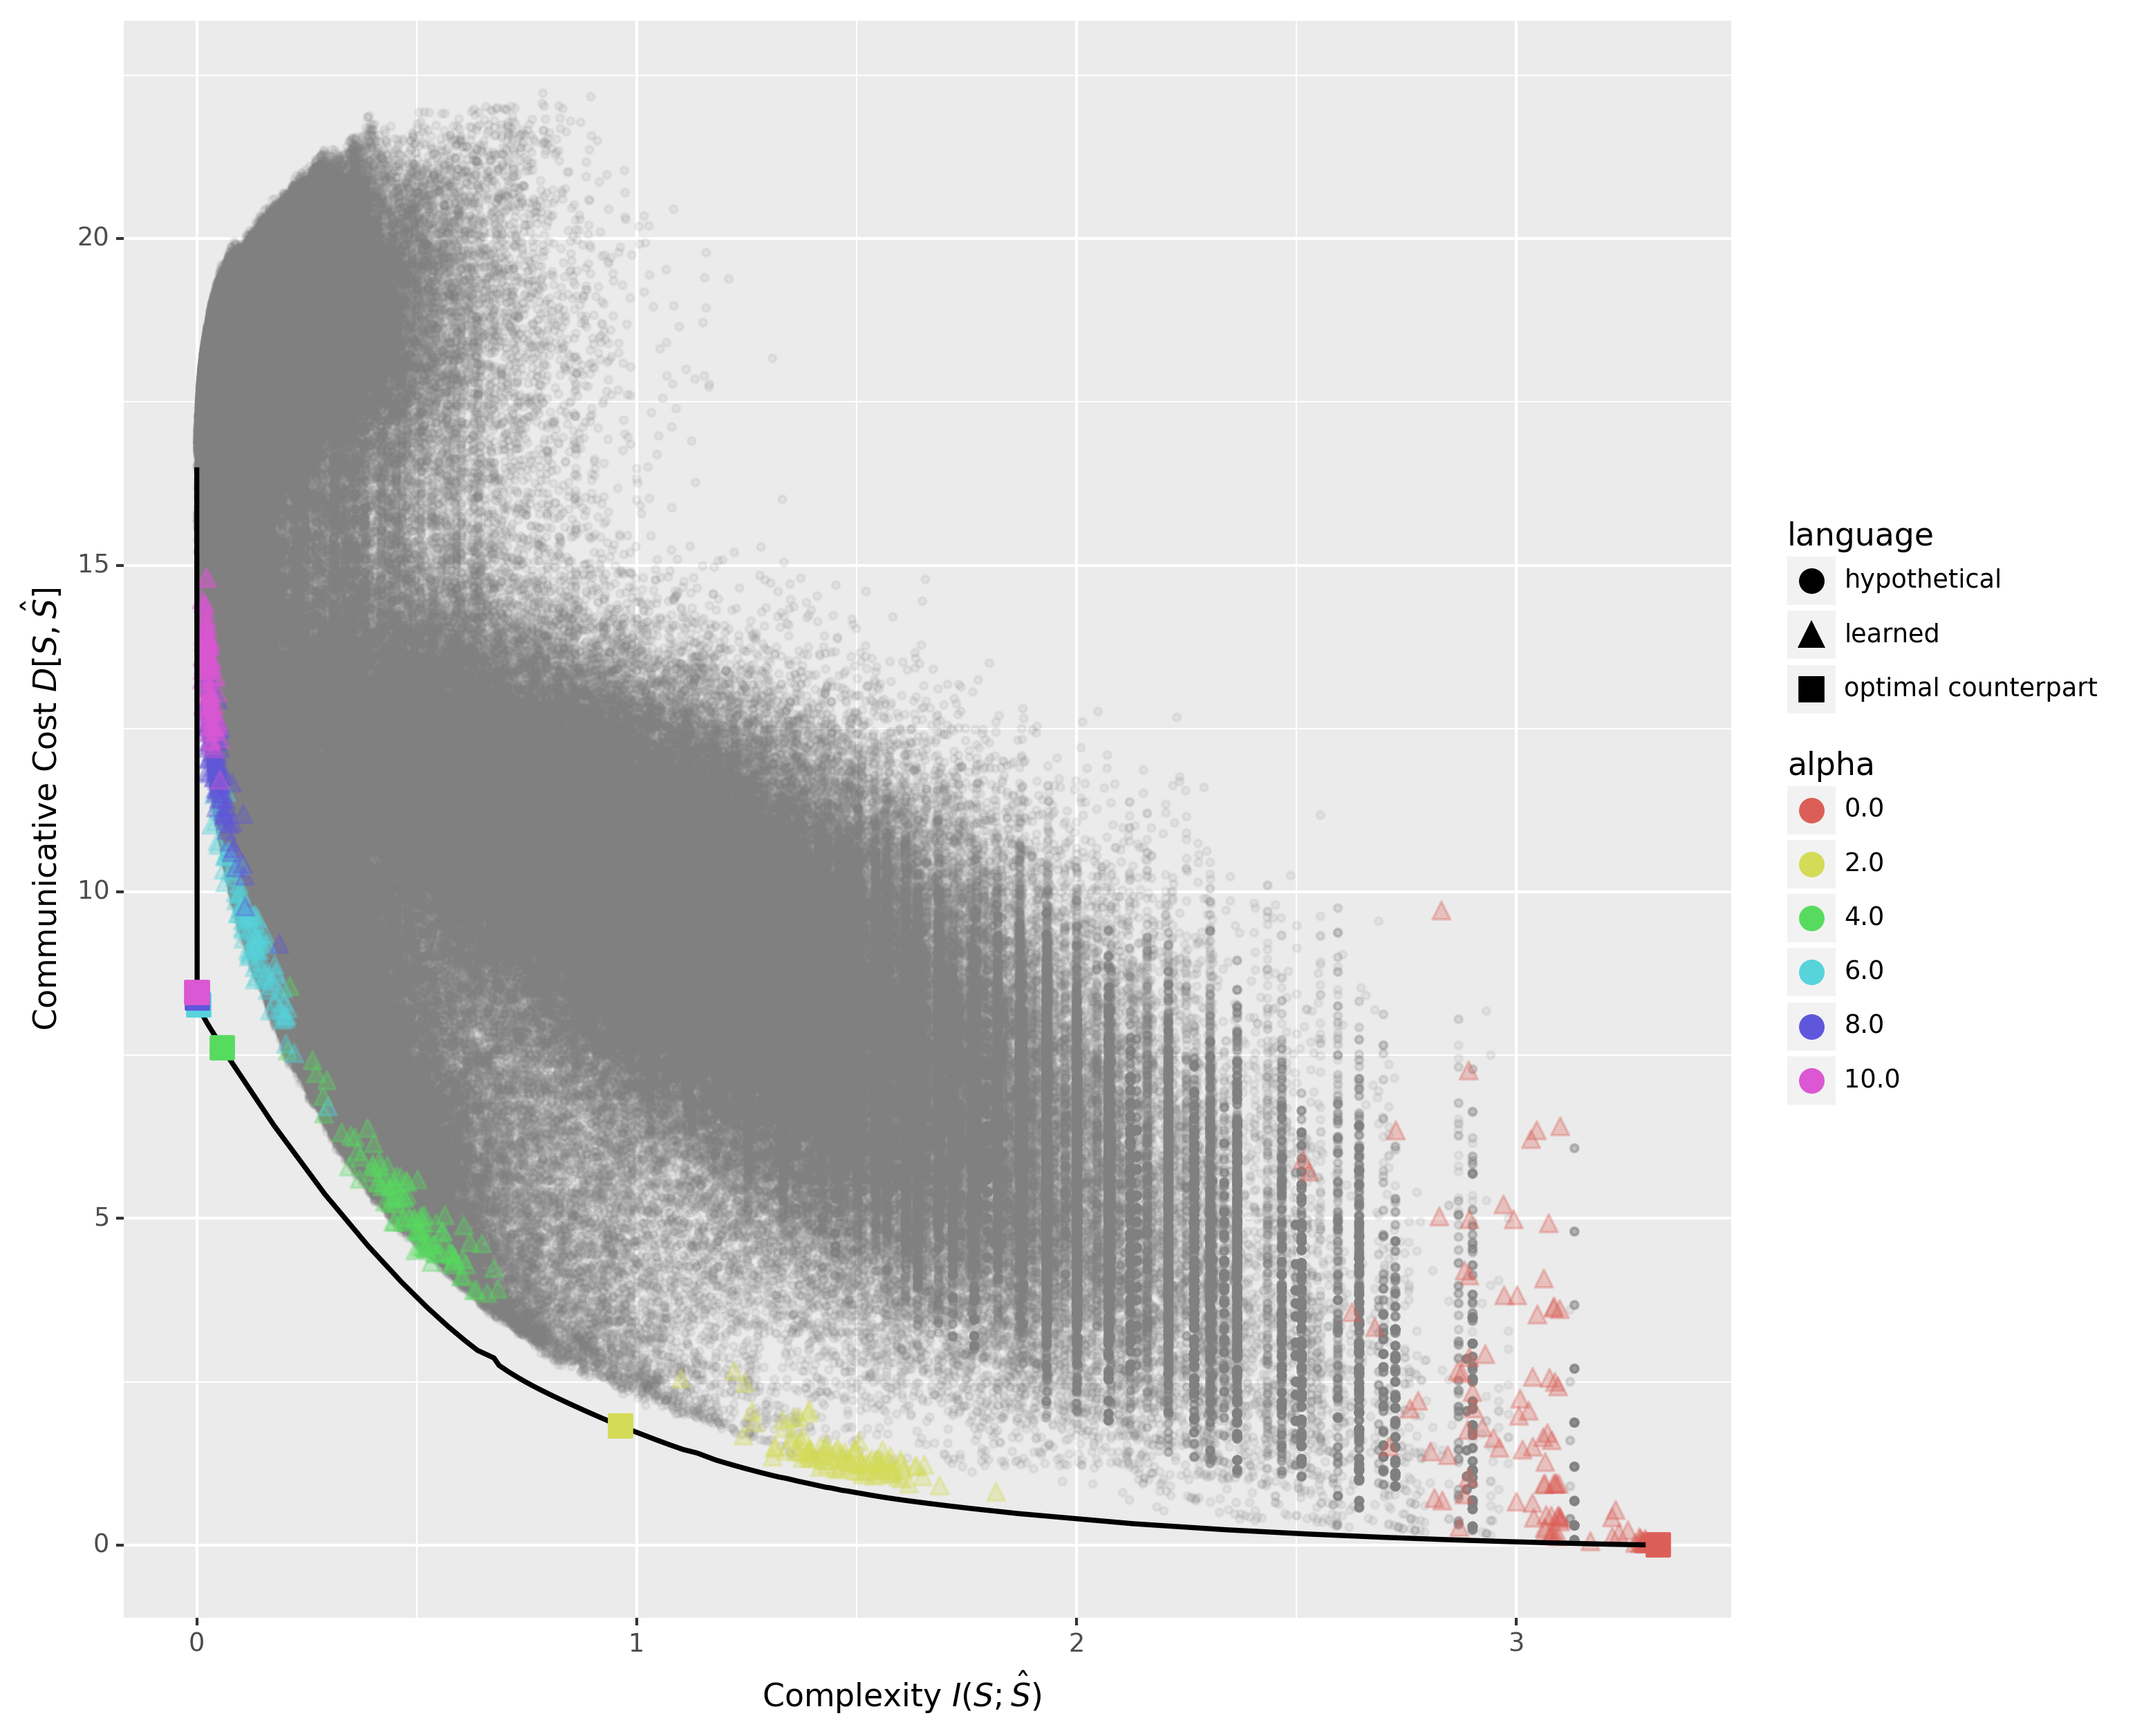 20
15
10
5
0
Communicative Cost D[S, Ŝ]
0
1
2
3
Complexity I(S; Ŝ)
language
hypothetical
learned
optimal counterpart
alpha
0.0
2.0
4.0
6.0
8.0
10.0